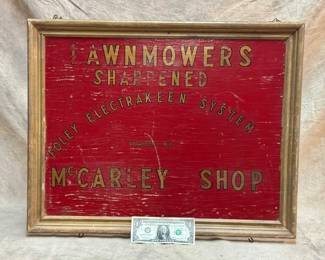 LAWNMOWERS
SHARPENED
FOLEY ELECTRAKEEN SYSTEM
McCARLEY SHOP